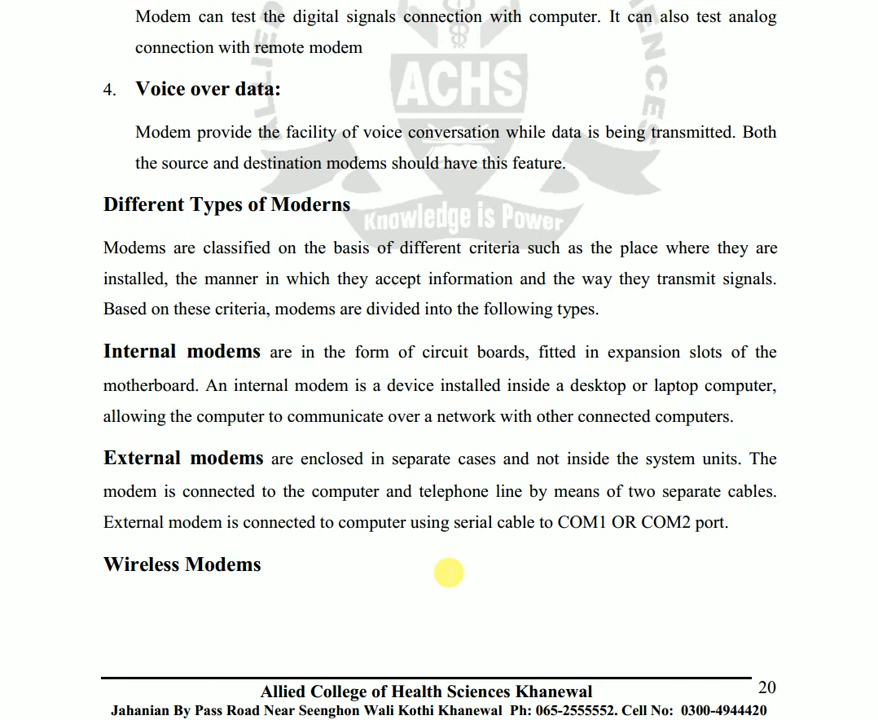 Modem can test the digital signals connection with computer. It can also test analog
connection with remote modem
ACHS
4. Voice over data:
Modem provide the facility of voice conversation while data is being transmitted. Both
the source and destination modems should have this feature.
Different Types of Moderns
Knowledge is Power
Modems are classified on the basis of different criteria such as the place where they are
installed, the manner in which they accept information and the way they transmit signals.
Based on these criteria, modems are divided into the following types.
Internal modems are in the form of circuit boards, fitted in expansion slots of the
motherboard. An internal modem is a device installed inside a desktop or laptop computer,
allowing the computer to communicate over a network with other connected computers.
External modems are enclosed in separate cases and not inside the system units. The
modem is connected to the computer and telephone line by means of two separate cables.
External modem is connected to computer using serial cable to COM1 OR COM2 port.
Wireless Modems
20
Allied College of Health Sciences Khanewal
Jahanian By Pass Road Near Seenghon Wali Kothi Khanewal Ph: 065-2555552. Cell No: 0300-4944420